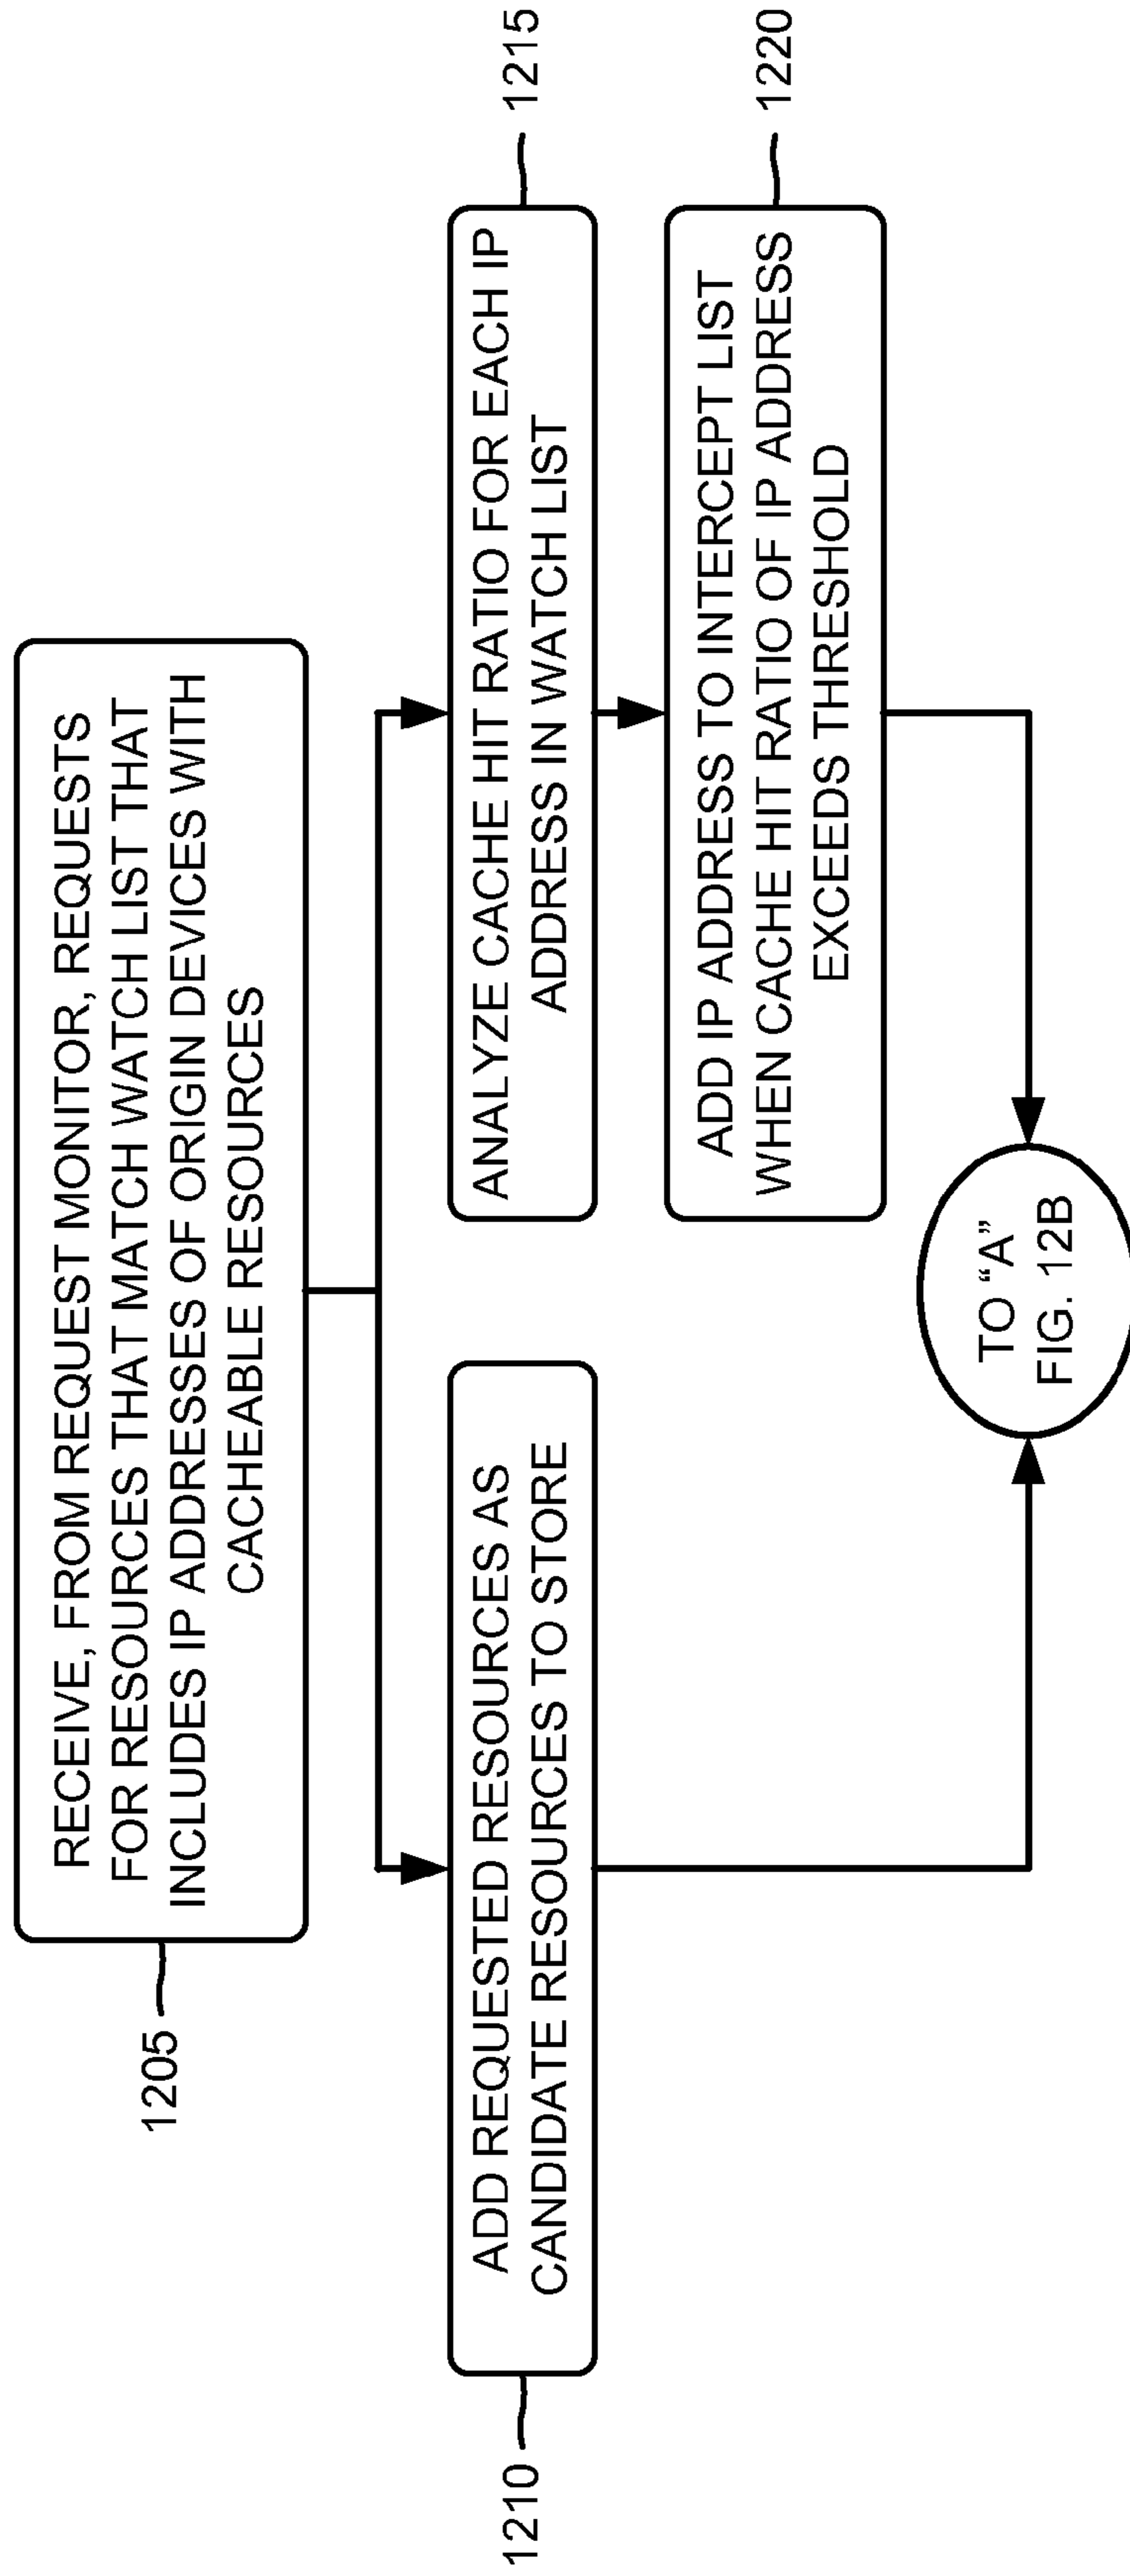 RECEIVE, FROM REQUEST MONITOR, REQUESTS
FOR RESOURCES THAT MATCH WATCH LIST THAT
INCLUDES IP ADDRESSES OF ORIGIN DEVICES WITH
CACHEABLE RESOURCES
1205
ADD REQUESTED RESOURCES AS
CANDIDATE RESOURCES TO STORE
1210
ANALYZE CACHE HIT RATIO FOR EACH IP
ADDRESS IN WATCH LIST
1215
ADD IP ADDRESS TO INTERCEPT LIST
WHEN CACHE HIT RATIO OF IP ADDRESS
EXCEEDS THRESHOLD
1220
TO “A”
FIG. 12B